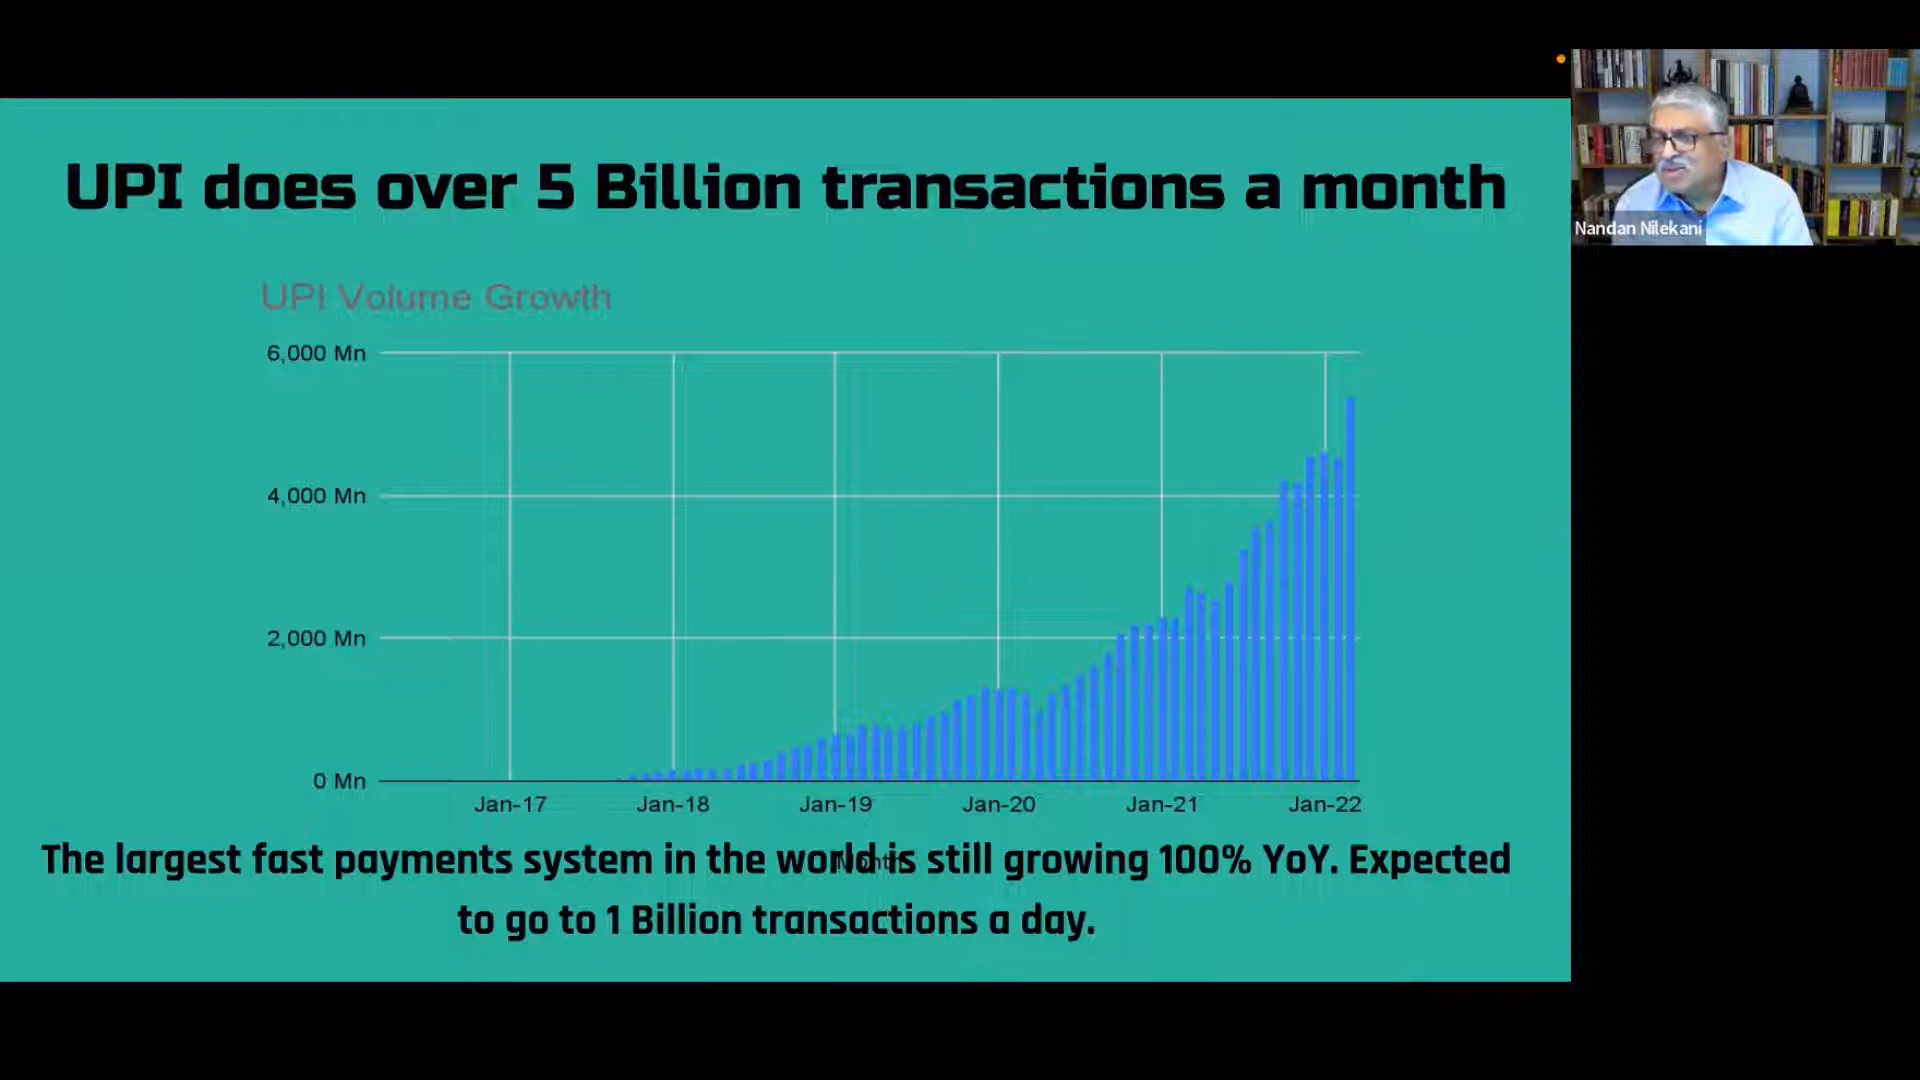 UPI does over 5 Billion transactions a month
Nandan Nilekani
UPI Volume Growth
6,000 Mn
4,000 Mn
2,000 Mn
0 Mn
Jan-17 Jan-18 Jan-19 Jan-20 Jan-21 Jan-22
Month
The largest fast payments system in the world is still growing 100% YoY. Expected
to go to 1 Billion transactions a day.